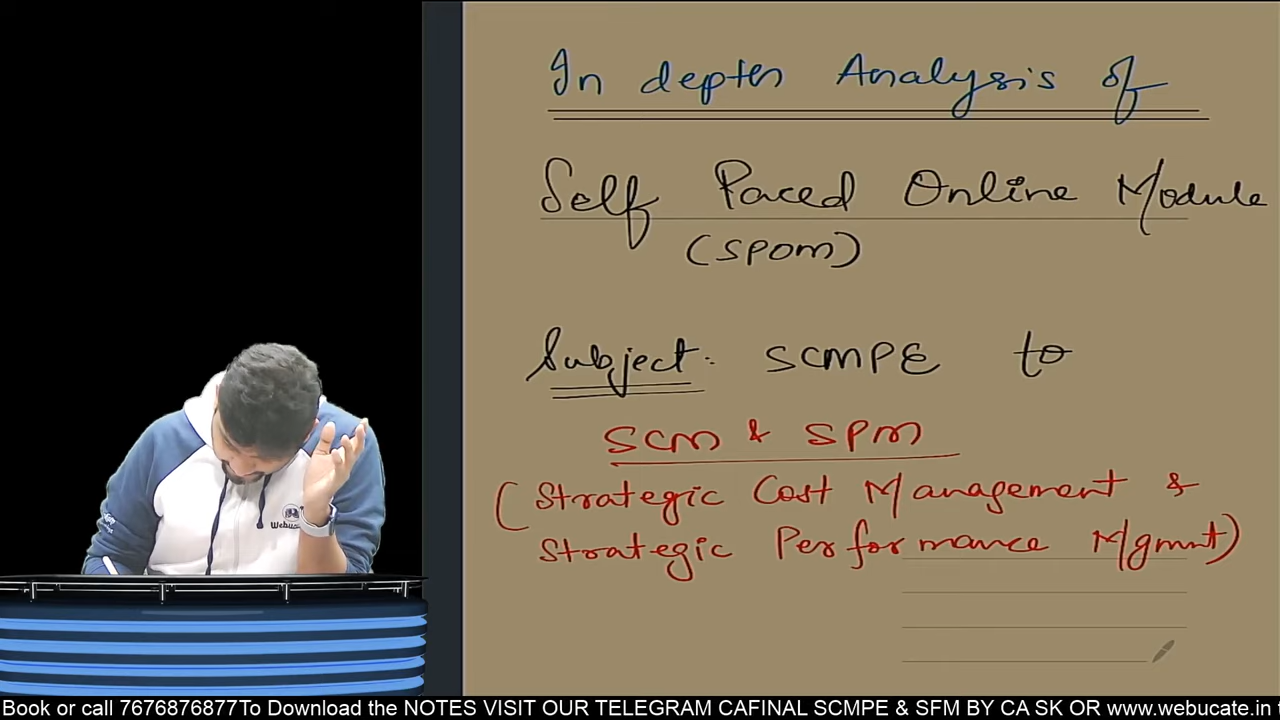 In depth Analysis of
Self Paced Online Module
(SPOM)
Subject: SCMPE to
SCM & SPM
(Strategic Cost Management &
Strategic Performance Mgmnt)
Webuc
Book or call 7676876877To Download the NOTES VISIT OUR TELEGRAM CAFINAL SCMPE & SFM BY CA SK OR www.webucate.in